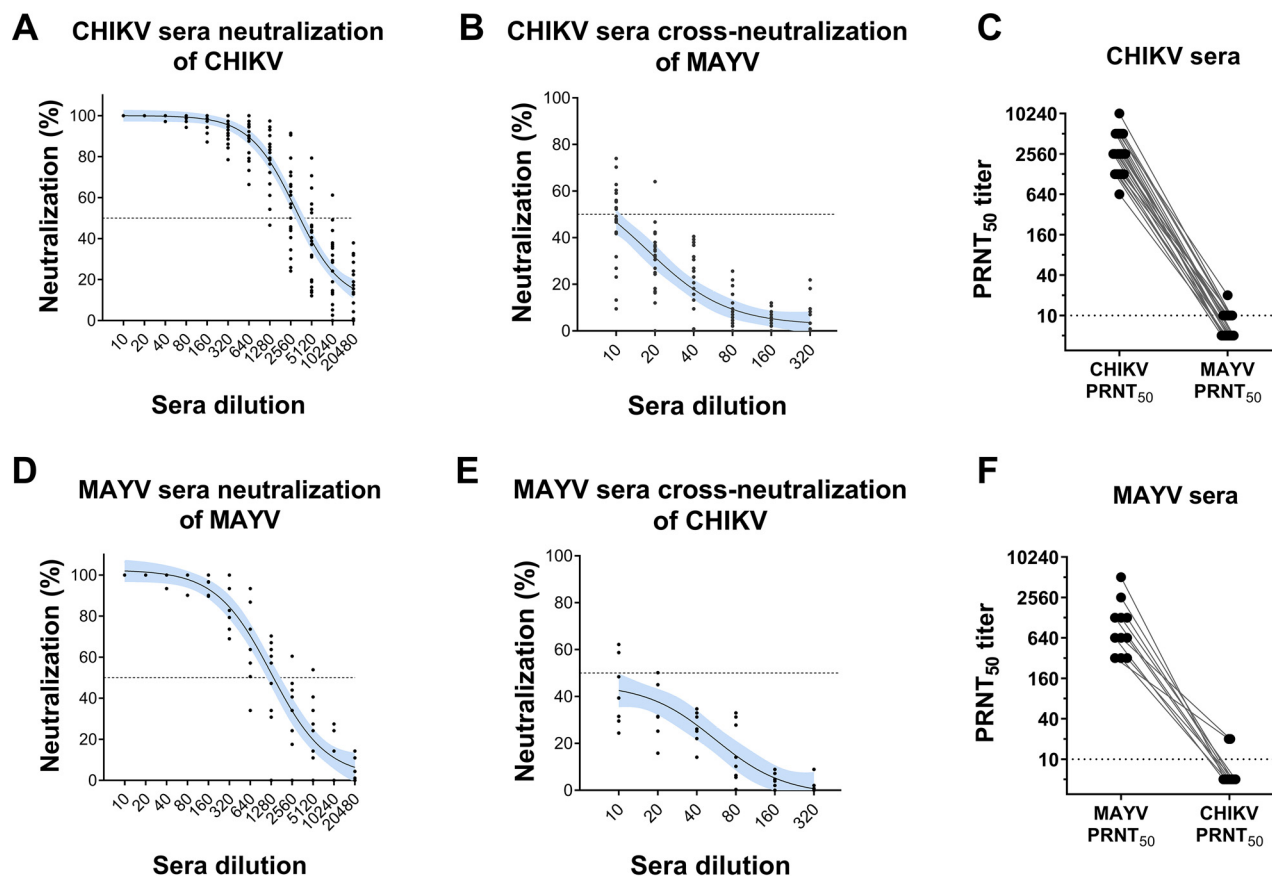 A
CHIKV sera neutralization
of CHIKV
Neutralization (%)
100
80
60
40
20
0
10
20
40
80
160
320
640
1280
2560
5120
10240
20480
Sera dilution
B
CHIKV sera cross-neutralization
of MAYV
Neutralization (%)
100
80
60
40
20
0
10
20
40
80
160
320
Sera dilution
C
CHIKV sera
PRNT50 titer
10240
2560
640
160
40
10
CHIKV
PRNT50
MAYV
PRNT50
D
MAYV sera neutralization
of MAYV
Neutralization (%)
100
80
60
40
20
0
10
20
40
80
160
320
640
1280
2560
5120
10240
20480
Sera dilution
E
MAYV sera cross-neutralization
of CHIKV
Neutralization (%)
100
80
60
40
20
0
10
20
40
80
160
320
Sera dilution
F
MAYV sera
PRNT50 titer
10240
2560
640
160
40
10
MAYV
PRNT50
CHIKV
PRNT50